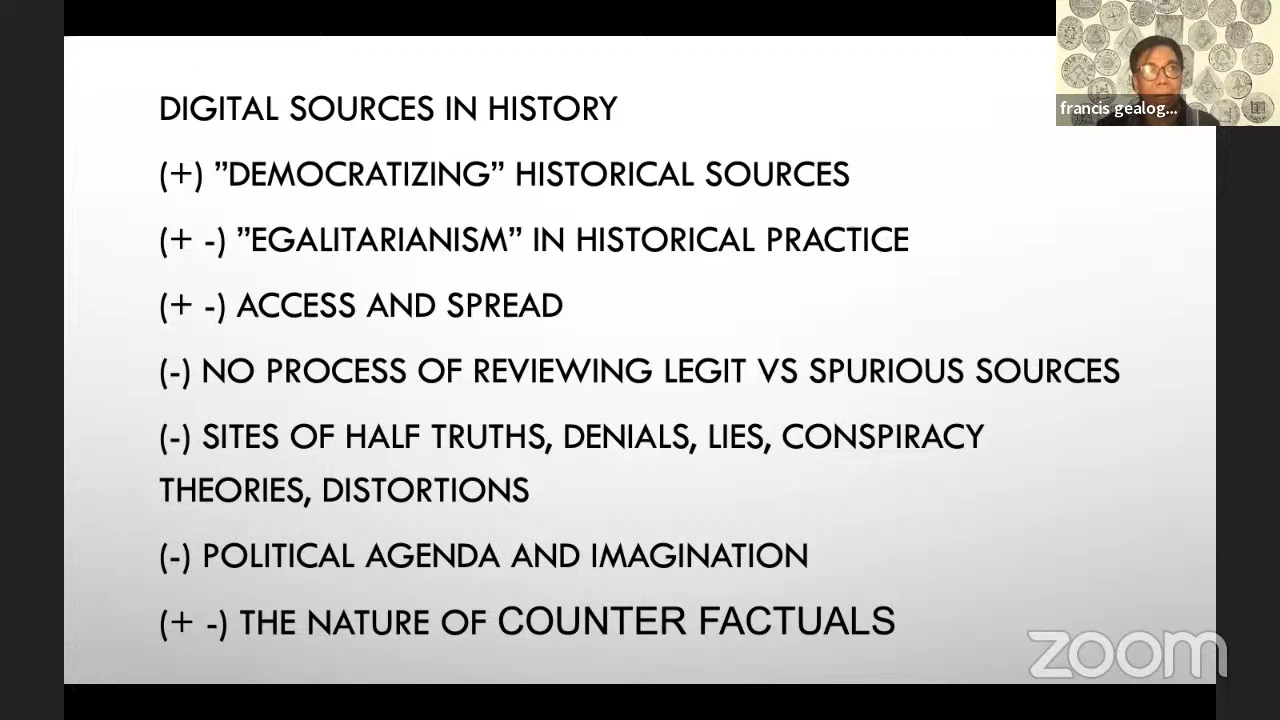 DIGITAL SOURCES IN HISTORY
(+) ”DEMOCRATIZING” HISTORICAL SOURCES
(+ -) ”EGALITARIANISM” IN HISTORICAL PRACTICE
(+ -) ACCESS AND SPREAD
(-) NO PROCESS OF REVIEWING LEGIT VS SPURIOUS SOURCES
(-) SITES OF HALF TRUTHS, DENIALS, LIES, CONSPIRACY
THEORIES, DISTORTIONS
(-) POLITICAL AGENDA AND IMAGINATION
(+ -) THE NATURE OF COUNTER FACTUALS
francis gealog...
zoom